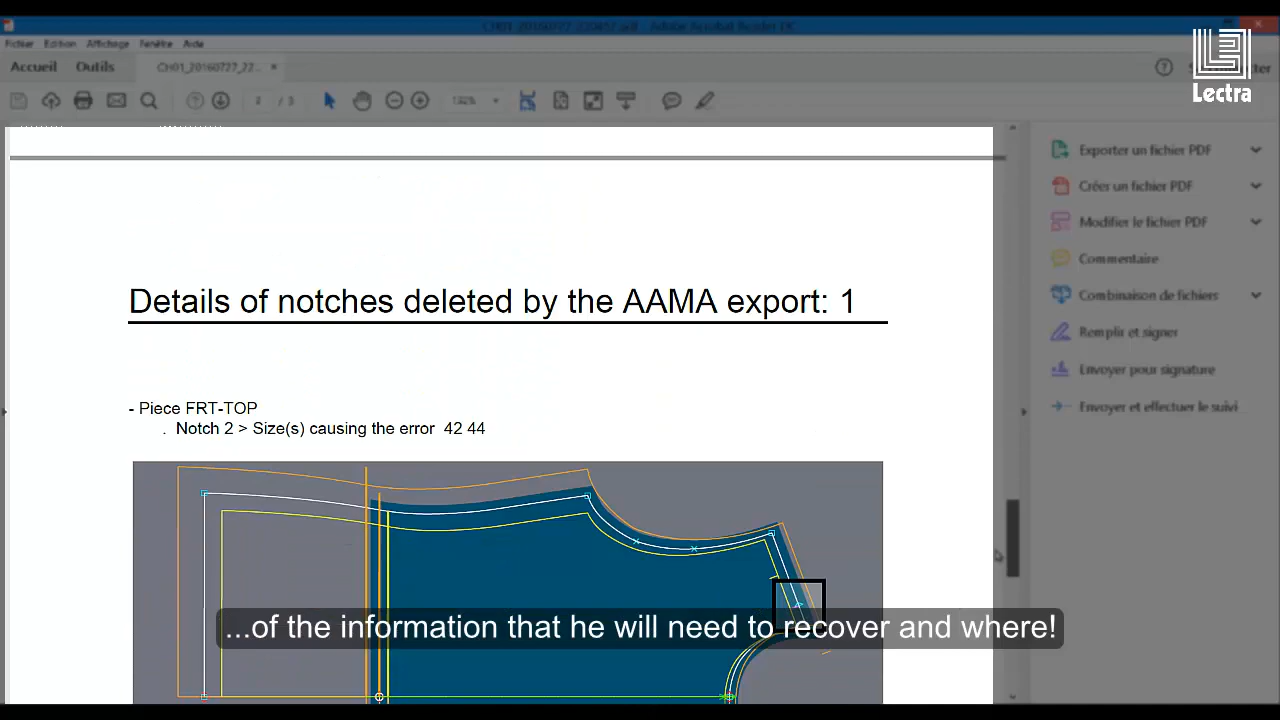 Fichier Edition Affichage Fenêtre Aide
Lectra
Accueil Outils CH01_20160727_22... ×
2 / 3
Exporter un fichier PDF
Créer un fichier PDF
Modifier le fichier PDF
Commentaire
Combinaison de fichiers
Remplir et signer
Envoyer pour signature
Envoyer et effectuer le suivi
Details of notches deleted by the AAMA export: 1
- Piece FRT-TOP
. Notch 2 > Size(s) causing the error 42 44
...of the information that he will need to recover and where!